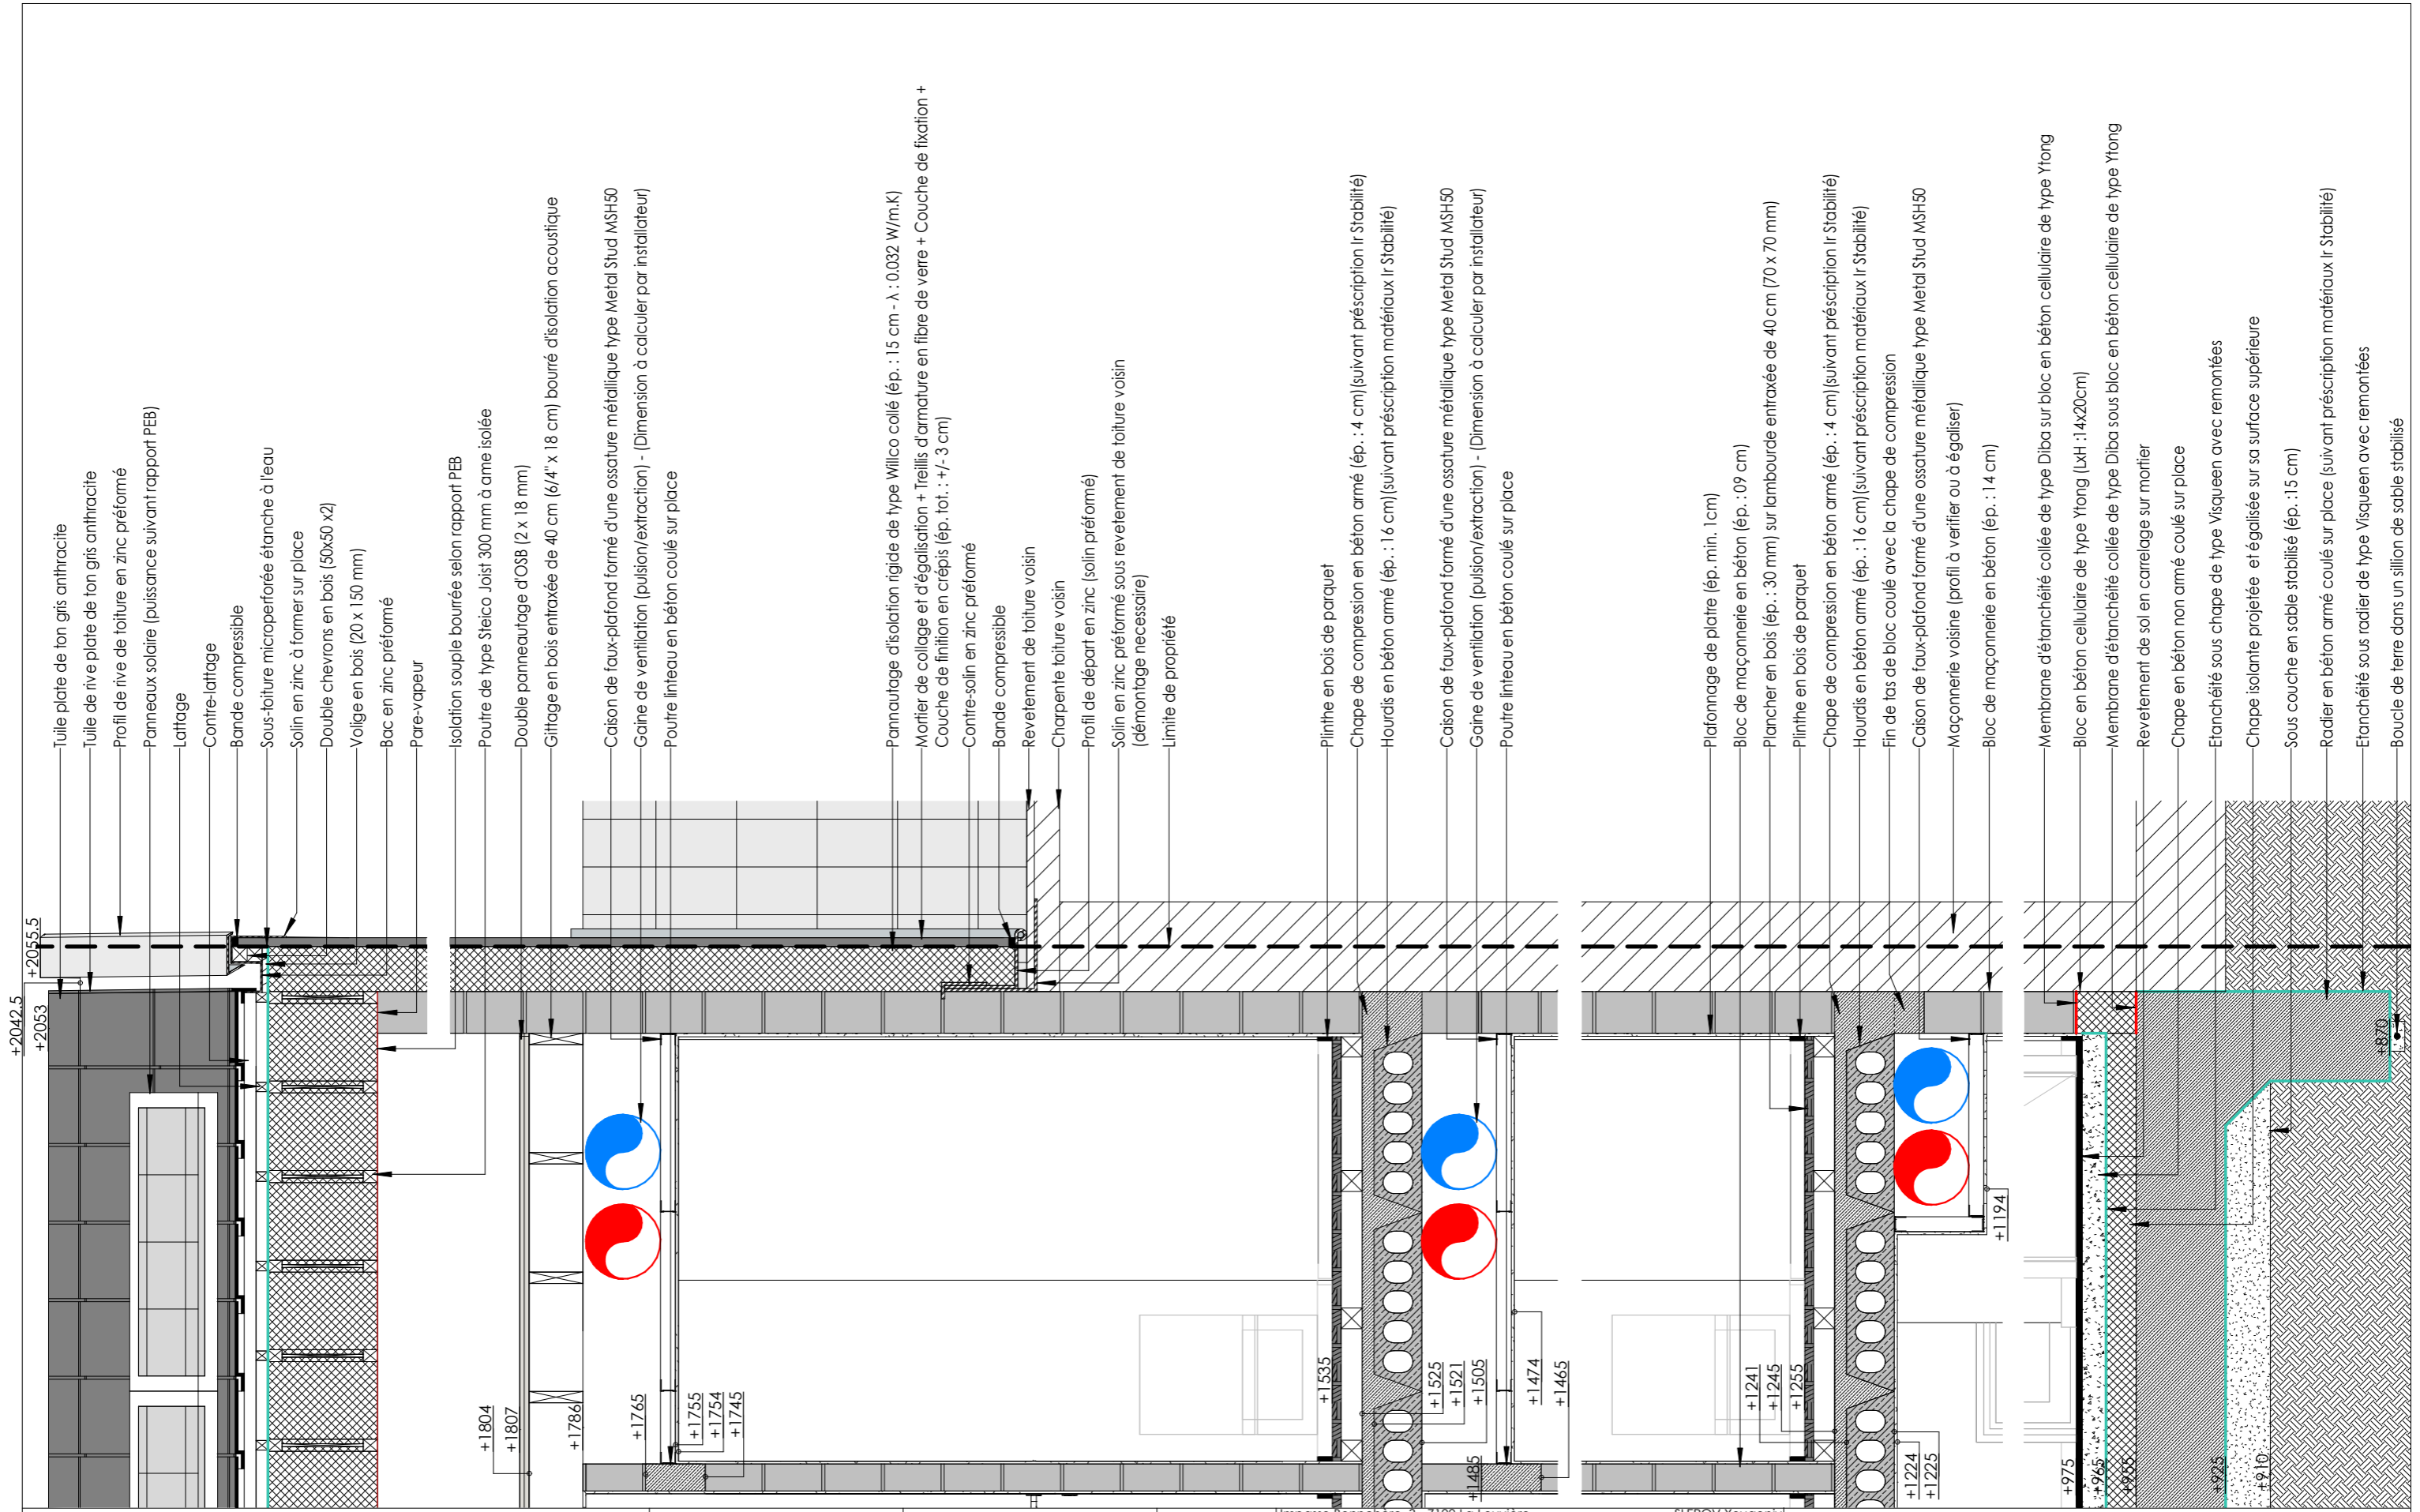 Tuile plate de ton gris anthracite
Tuile de rive plate de ton gris anthracite
Profil de rive de toiture en zinc préformé
Panneaux solaire (puissance suivant rapport PEB)
Lattage
Contre-lattage
Bande compressible
Sous-toiture microperforée étanche à l'eau
Solin en zinc à former sur place
Double chevrons en bois (50x50 x2)
Volige en bois (20 x 150 mm)
Bac en zinc préformé
Pare-vapeur
Isolation souple bourrée selon rapport PEB
Poutre de type Steico Joist 300 mm à ame isolée
Double panneautage d'OSB (2 x 18 mm)
Gittage en bois entraxée de 40 cm (6/4" x 18 cm) bourré d'isolation acoustique
Caison de faux-plafond formé d'une ossature métallique type Metal Stud MSH50
Gaine de ventilation (pulsion/extraction) - (Dimension à calculer par installateur)
Poutre linteau en béton coulé sur place
Pannautage d'isolation rigide de type Willco collé (ép. : 15 cm - λ : 0.032 W/m.K)
Mortier de collage et d'égalisation + Treillis d'armature en fibre de verre + Couche de fixation +
Couche de finition en crépis (ép. tot. : +/- 3 cm)
Contre-solin en zinc préformé
Bande compressible
Revetement de toiture voisin
Charpente toiture voisin
Profil de départ en zinc (solin préformé)
Solin en zinc préformé sous revetement de toiture voisin
(démontage necessaire)
Limite de propriété
Plinthe en bois de parquet
Chape de compression en béton armé (ép. : 4 cm)(suivant préscription Ir Stabilité)
Hourdis en béton armé (ép. : 16 cm)(suivant préscription matériaux Ir Stabilité)
Caison de faux-plafond formé d'une ossature métallique type Metal Stud MSH50
Gaine de ventilation (pulsion/extraction) - (Dimension à calculer par installateur)
Poutre linteau en béton coulé sur place
Plafonnage de platre (ép. min. 1cm)
Bloc de maçonnerie en béton (ép. : 09 cm)
Plancher en bois (ép. : 30 mm) sur lambourde entraxée de 40 cm (70 x 70 mm)
Plinthe en bois de parquet
Chape de compression en béton armé (ép. : 4 cm)(suivant préscription Ir Stabilité)
Hourdis en béton armé (ép. : 16 cm)(suivant préscription matériaux Ir Stabilité)
Fin de tas de bloc coulé avec la chape de compression
Caison de faux-plafond formé d'une ossature métallique type Metal Stud MSH50
Maçonnerie voisine (profil à verifier ou à égaliser)
Bloc de maçonnerie en béton (ép. : 14 cm)
Membrane d'étanchéité collée de type Diba sur bloc en béton cellulaire de type Ytong
Bloc en béton cellulaire de type Ytong (LxH :14x20cm)
Membrane d'étanchéité collée de type Diba sous bloc en béton cellulaire de type Ytong
Revetement de sol en carrelage sur mortier
Chape en béton non armé coulé sur place
Etanchéité sous chape de type Visqueen avec remontées
Chape isolante projetée et égalisée sur sa surface supérieure
Sous couche en sable stabilisé (ép. :15 cm)
Radier en béton armé coulé sur place (suivant préscription matériaux Ir Stabilité)
Etanchéité sous radier de type Visqueen avec remontées
Boucle de terre dans un sillion de sable stabilisé
+2042.5
+2055.5
+2053
+1804
+1807
+1786
+1765
+1755
+1754
+1745
+1535
+1525
+1521
+1505
+1485
+1474
+1465
+1241
+1245
+1255
+1224
+1225
+1194
+975
+965
+955
+925
+910
+870